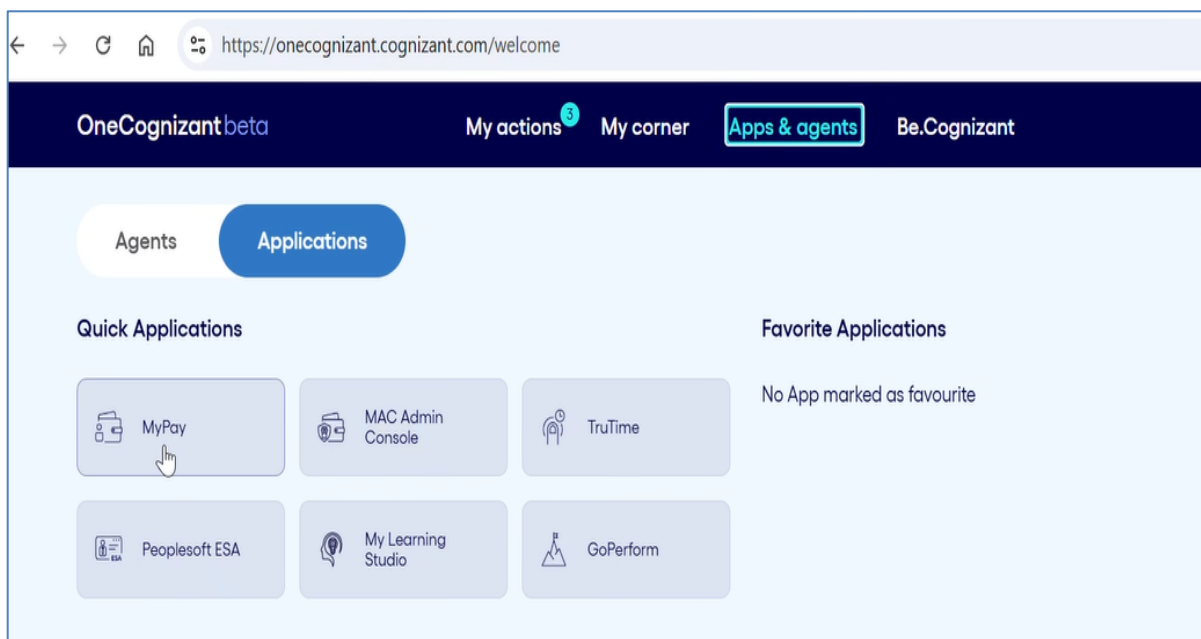 https://onecognizant.cognizant.com/welcome
OneCognizant beta
My actions 3
My corner
Apps & agents
Be.Cognizant
Agents
Applications
Quick Applications
Favorite Applications
MyPay
MAC Admin
Console
TruTime
No App marked as favourite
Peoplesoft ESA
ESA
My Learning
Studio
GoPerform